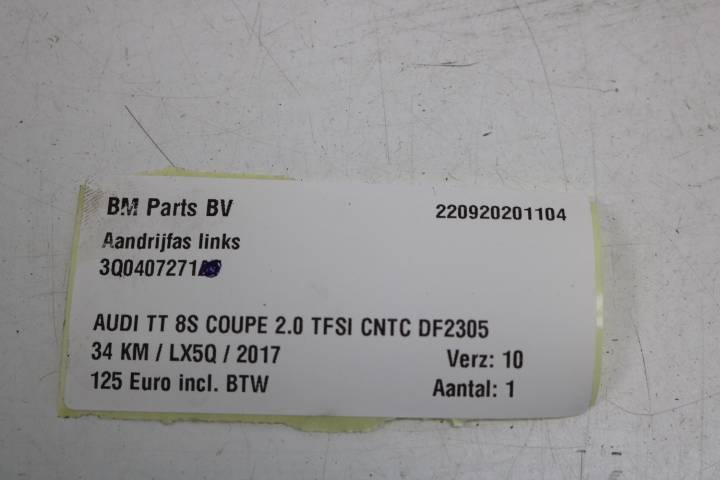 BM Parts BV 220920201104
Aandrijfas links
3Q0407271
AUDI TT 8S COUPE 2.0 TFSI CNTC DF2305
34 KM / LX5Q / 2017 Verz: 10
125 Euro incl. BTW Aantal: 1